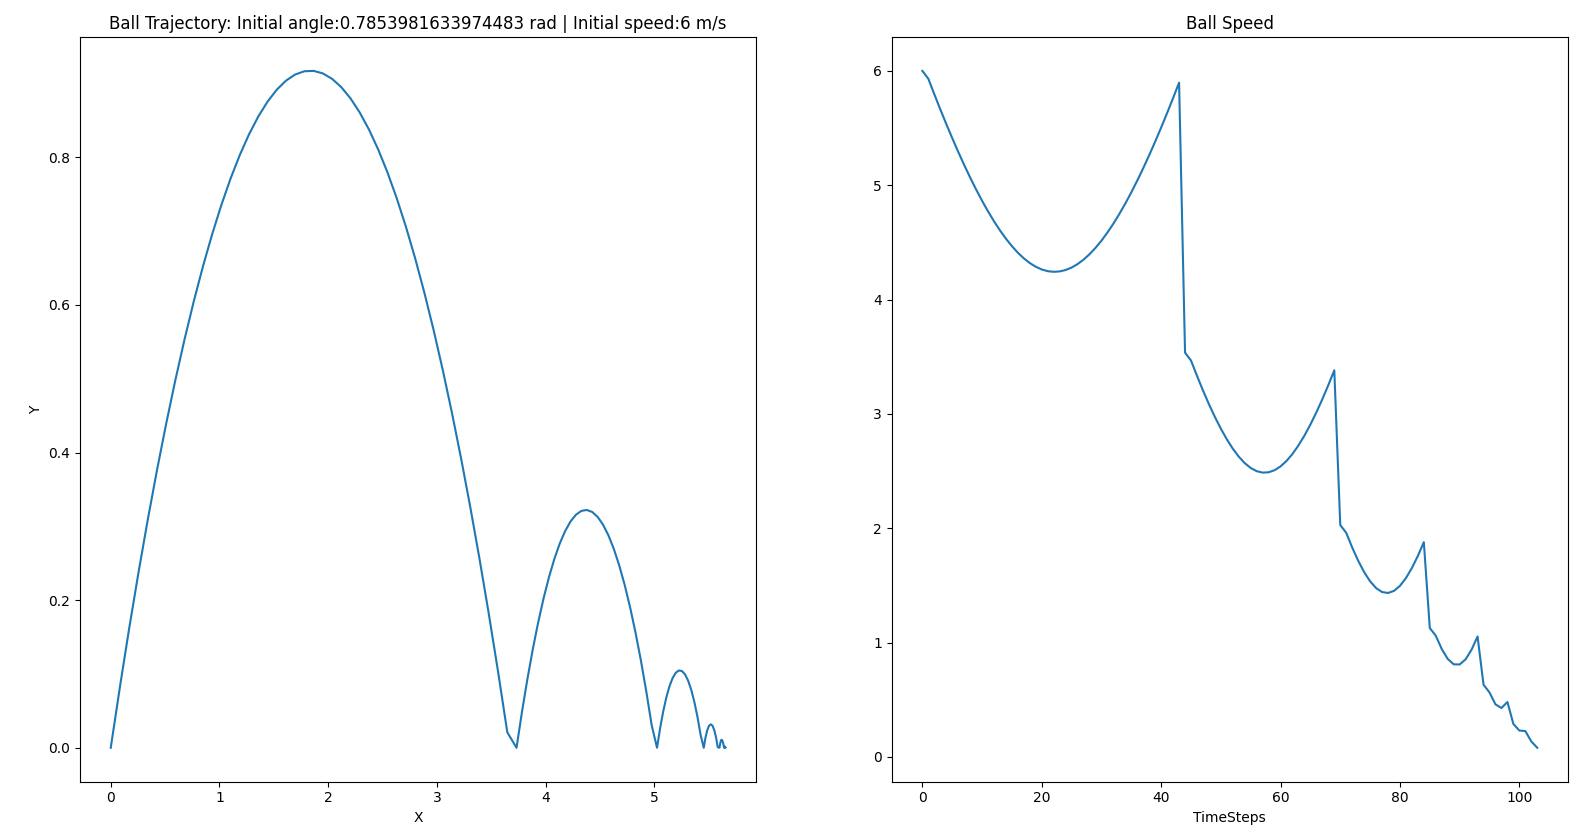 Ball Trajectory: Initial angle:0.7853981633974483 rad | Initial speed:6 m/s
Y
0.8
0.6
0.4
0.2
0.0
0 1 2 3 4 5
X
Ball Speed
6
5
4
3
2
1
0
0 20 40 60 80 100
TimeSteps